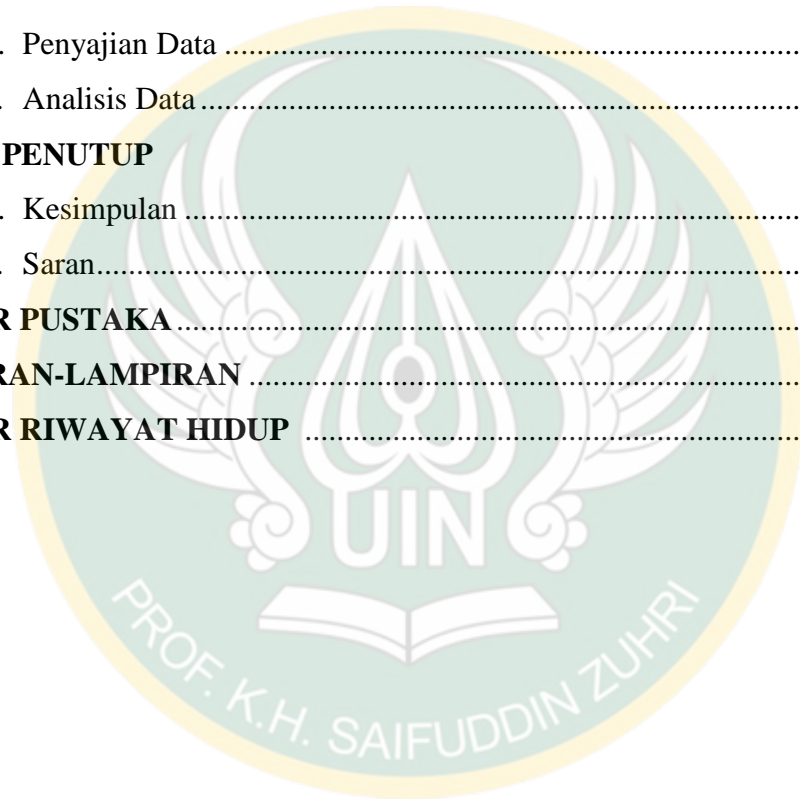 . Penyajian Data ........................................................................
. Analisis Data ...........................................................................
PENUTUP
. Kesimpulan .............................................................................
. Saran........................................................................................
R PUSTAKA ..............................................................................
RAN-LAMPIRAN .....................................................................
R RIWAYAT HIDUP ..............................................................
UIN
PROF. K.H. SAIFUDDIN ZUHRI